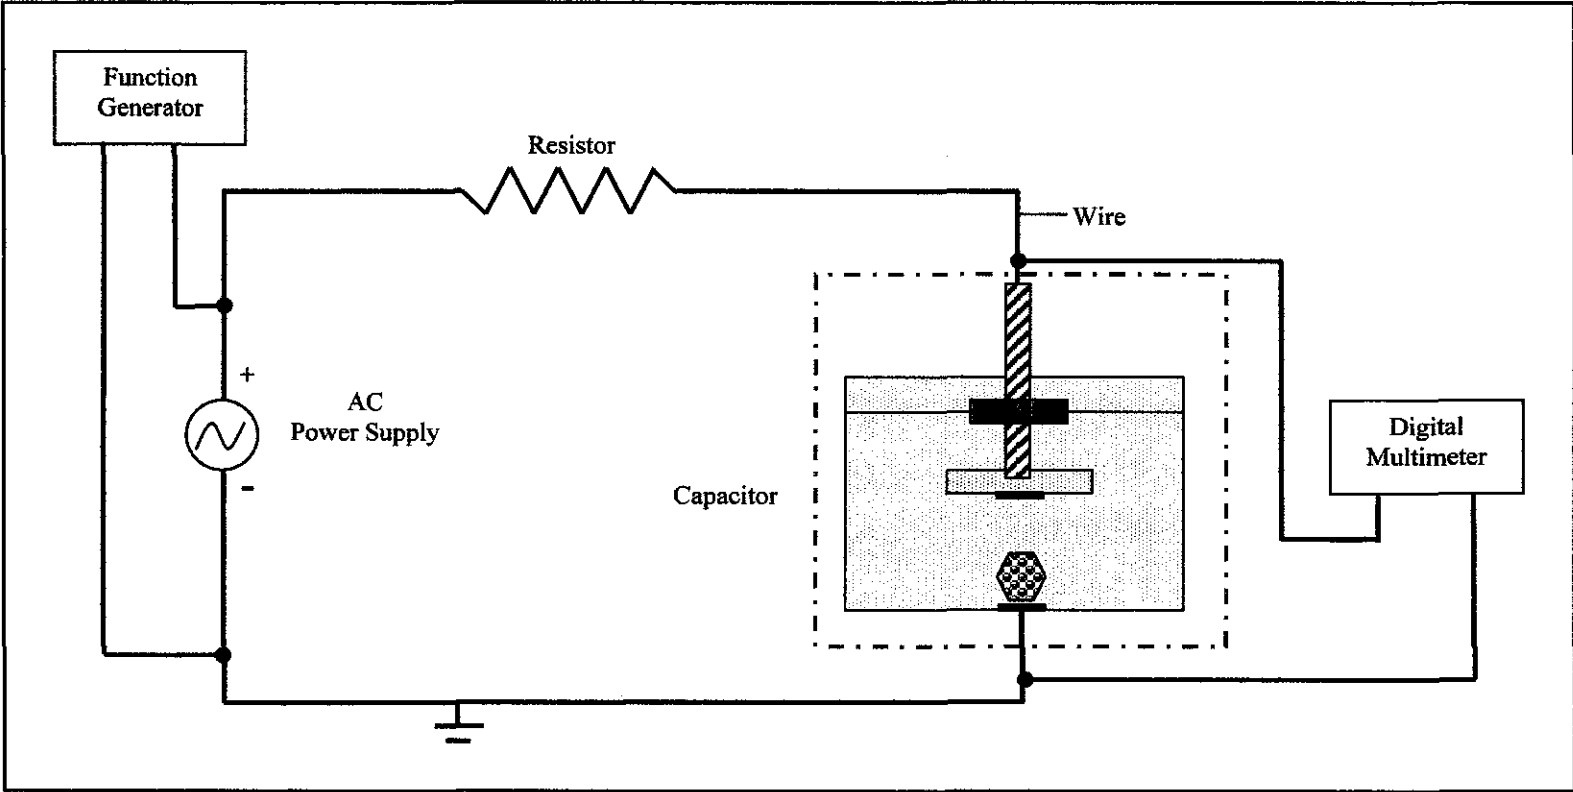 Function
Generator
Resistor
Wire
+
AC
Power Supply
-
Capacitor
Digital
Multimeter